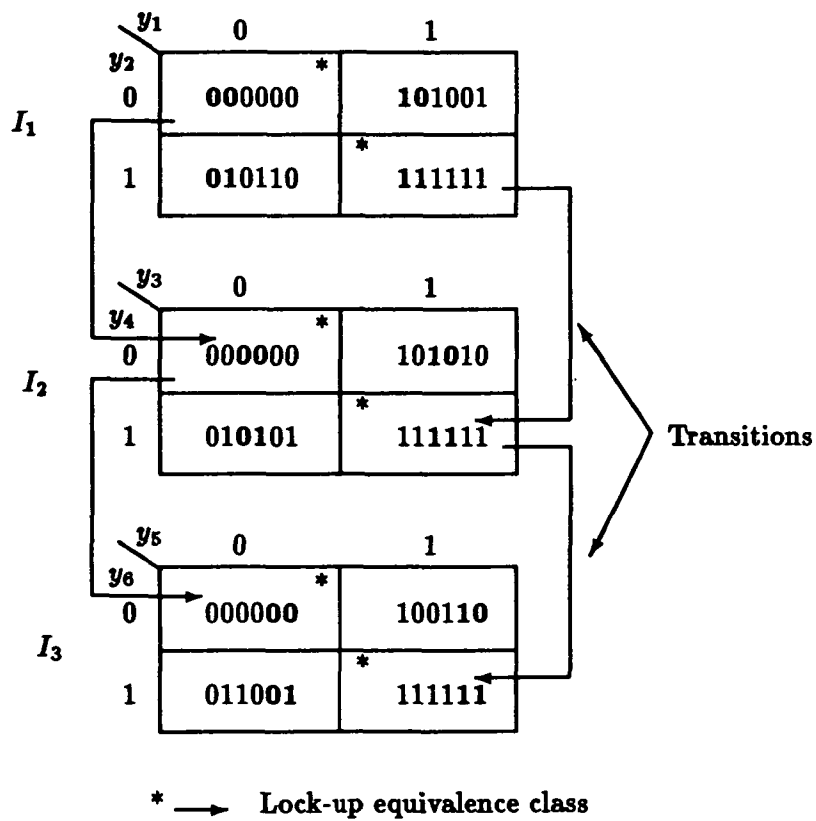 y1 0 1
y2
0 000000 * 101001
I1
1 010110 * 111111
y3 0 1
y4
0 000000 * 101010
I2
1 010101 * 111111
Transitions
y5 0 1
y6
0 000000 * 100110
I3
1 011001 * 111111
* Lock-up equivalence class